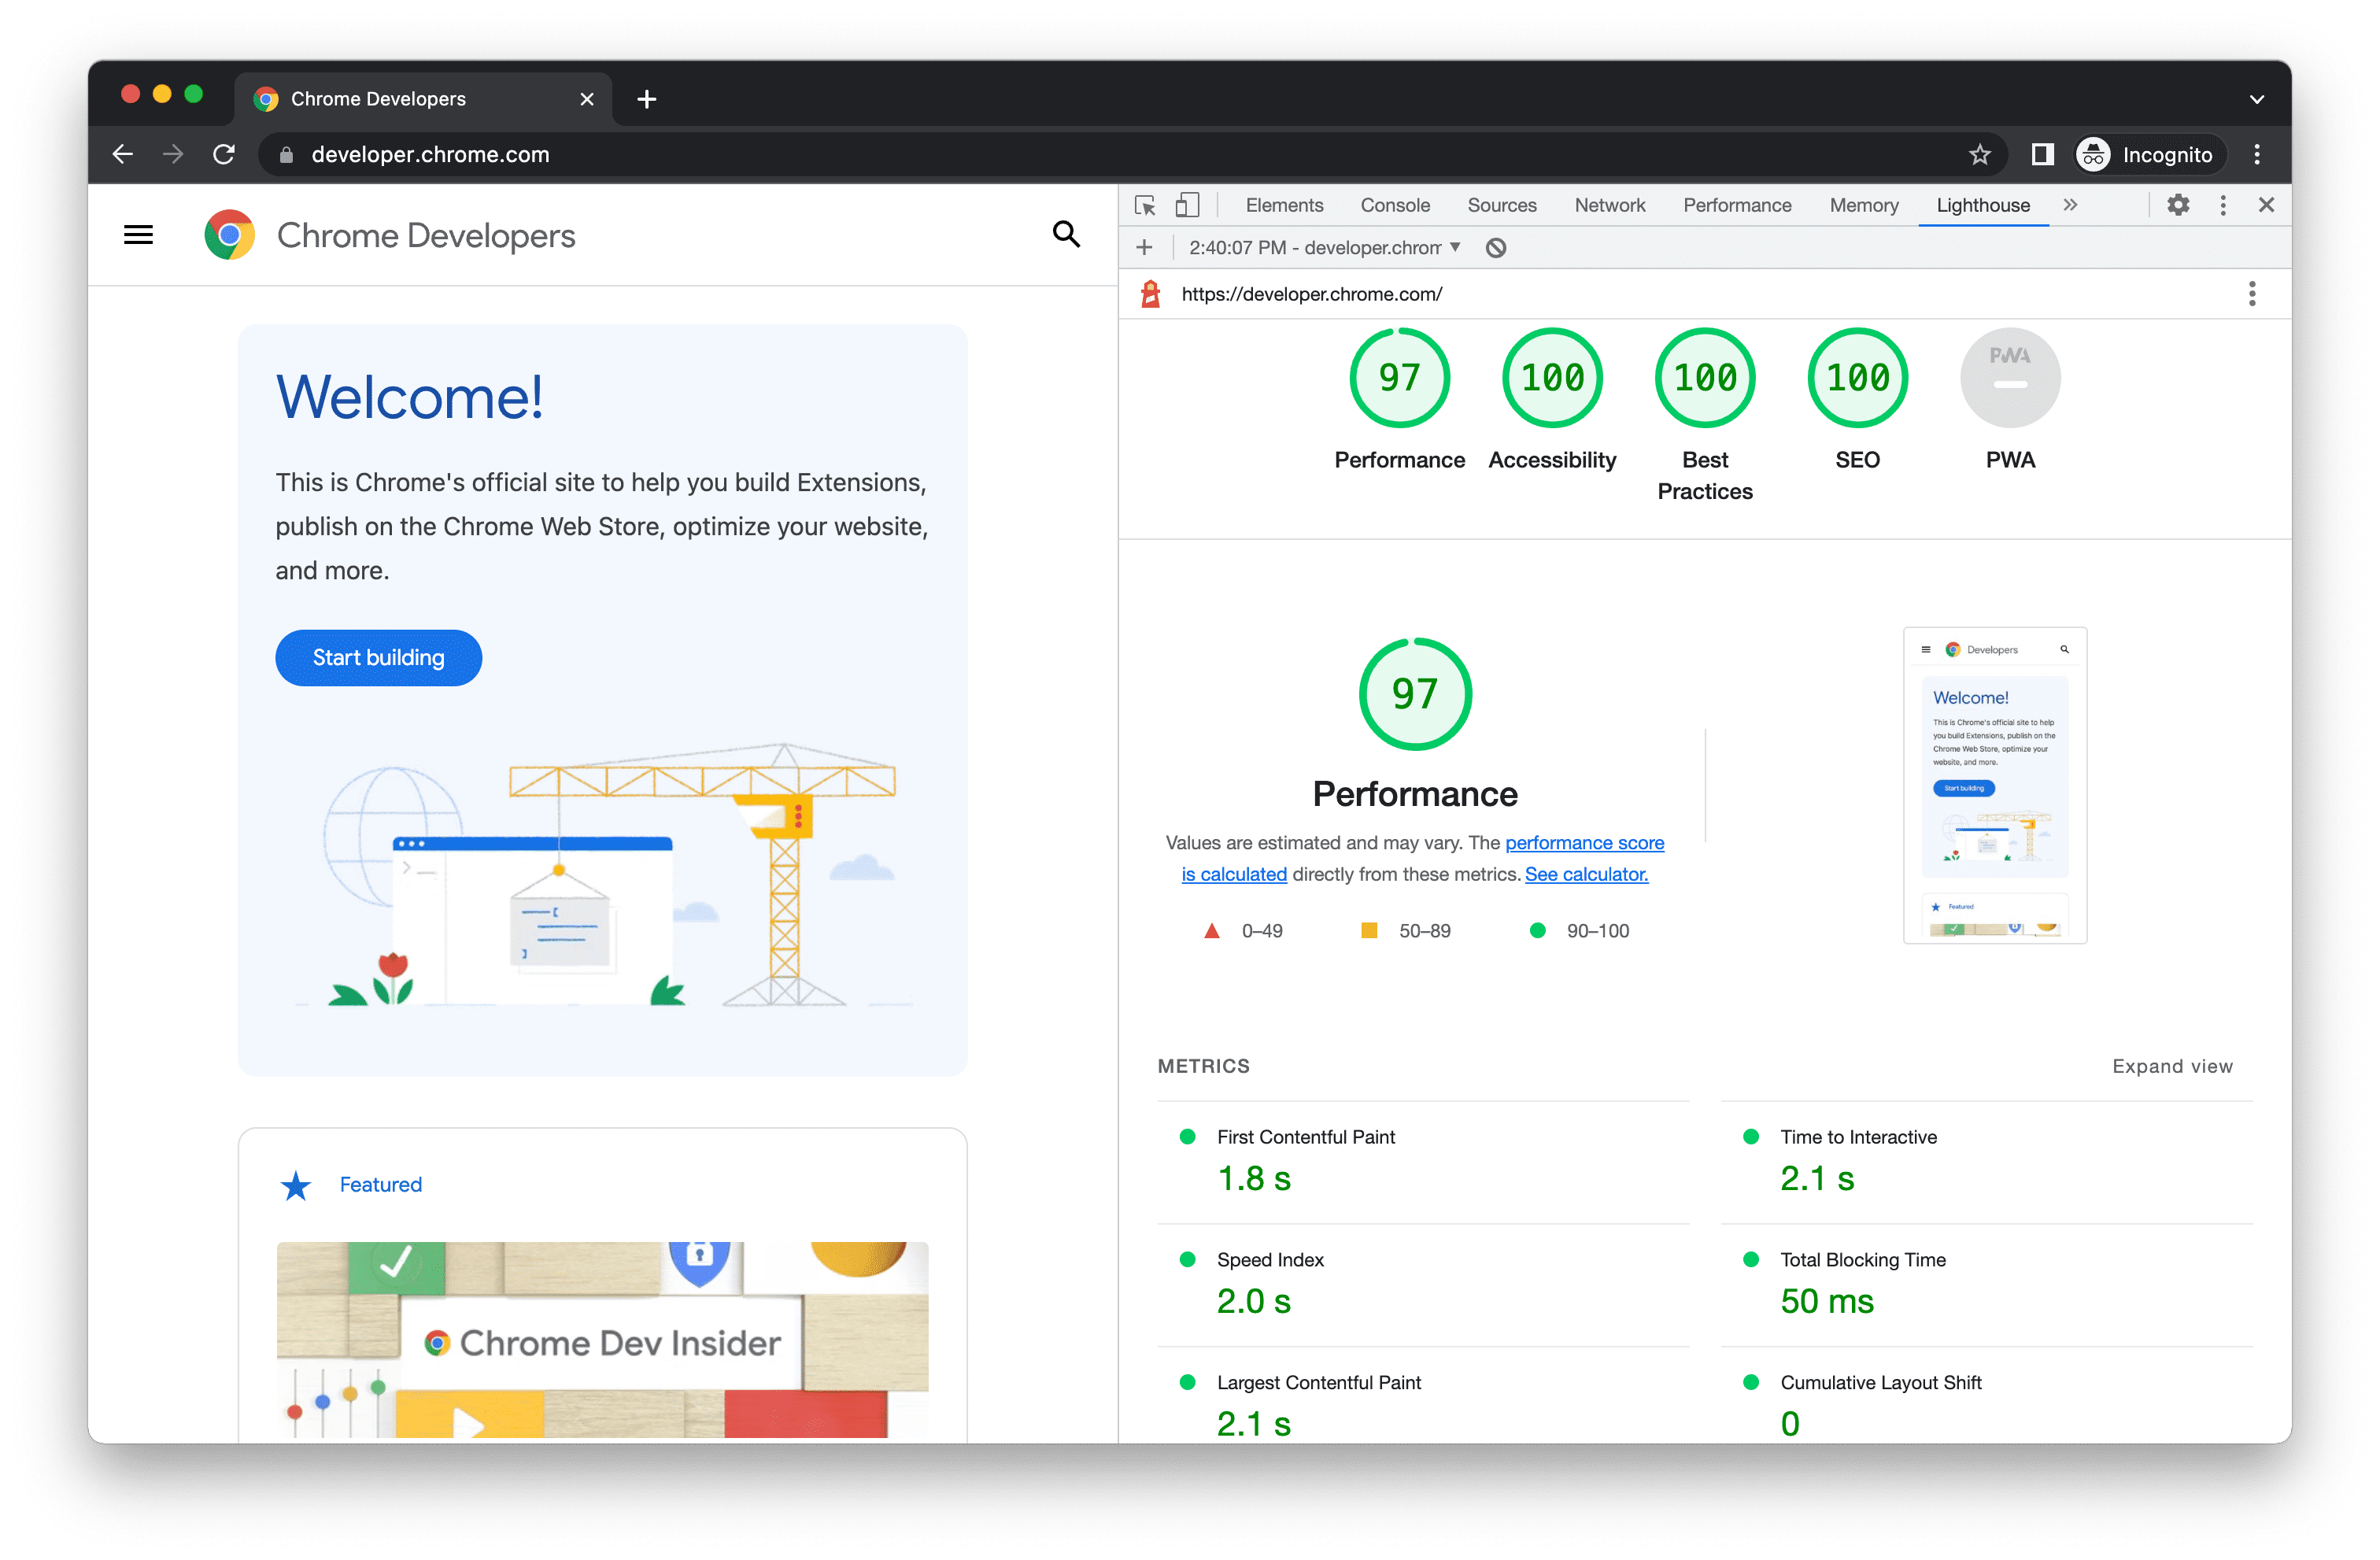 Chrome Developers
developer.chrome.com
Incognito
Chrome Developers
Welcome!
This is Chrome's official site to help you build Extensions,
publish on the Chrome Web Store, optimize your website,
and more.
Start building
Featured
Chrome Dev Insider
Elements Console Sources Network Performance Memory Lighthouse
2:40:07 PM - developer.chrom
https://developer.chrome.com/
97 100 100 100 PWA
Performance Accessibility Best Practices SEO PWA
97
Performance
Values are estimated and may vary. The performance score
is calculated directly from these metrics. See calculator.
0–49 50–89 90–100
Developers
Welcome!
This is Chrome's official site to help
you build Extensions, publish on the
Chrome Web Store, optimize your
website, and more.
Start building
Featured
METRICS Expand view
First Contentful Paint
1.8 s
Time to Interactive
2.1 s
Speed Index
2.0 s
Total Blocking Time
50 ms
Largest Contentful Paint
2.1 s
Cumulative Layout Shift
0